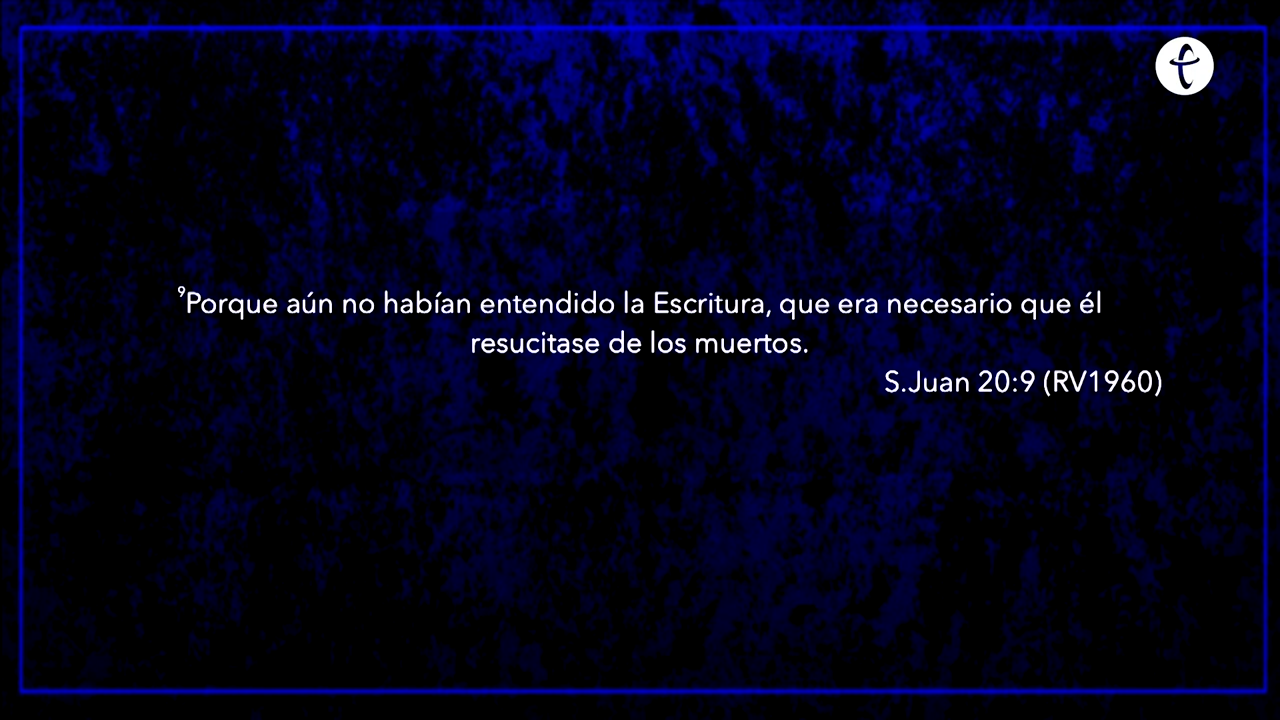 ⁹Porque aún no habían entendido la Escritura, que era necesario que él
resucitase de los muertos.
S.Juan 20:9 (RV1960)